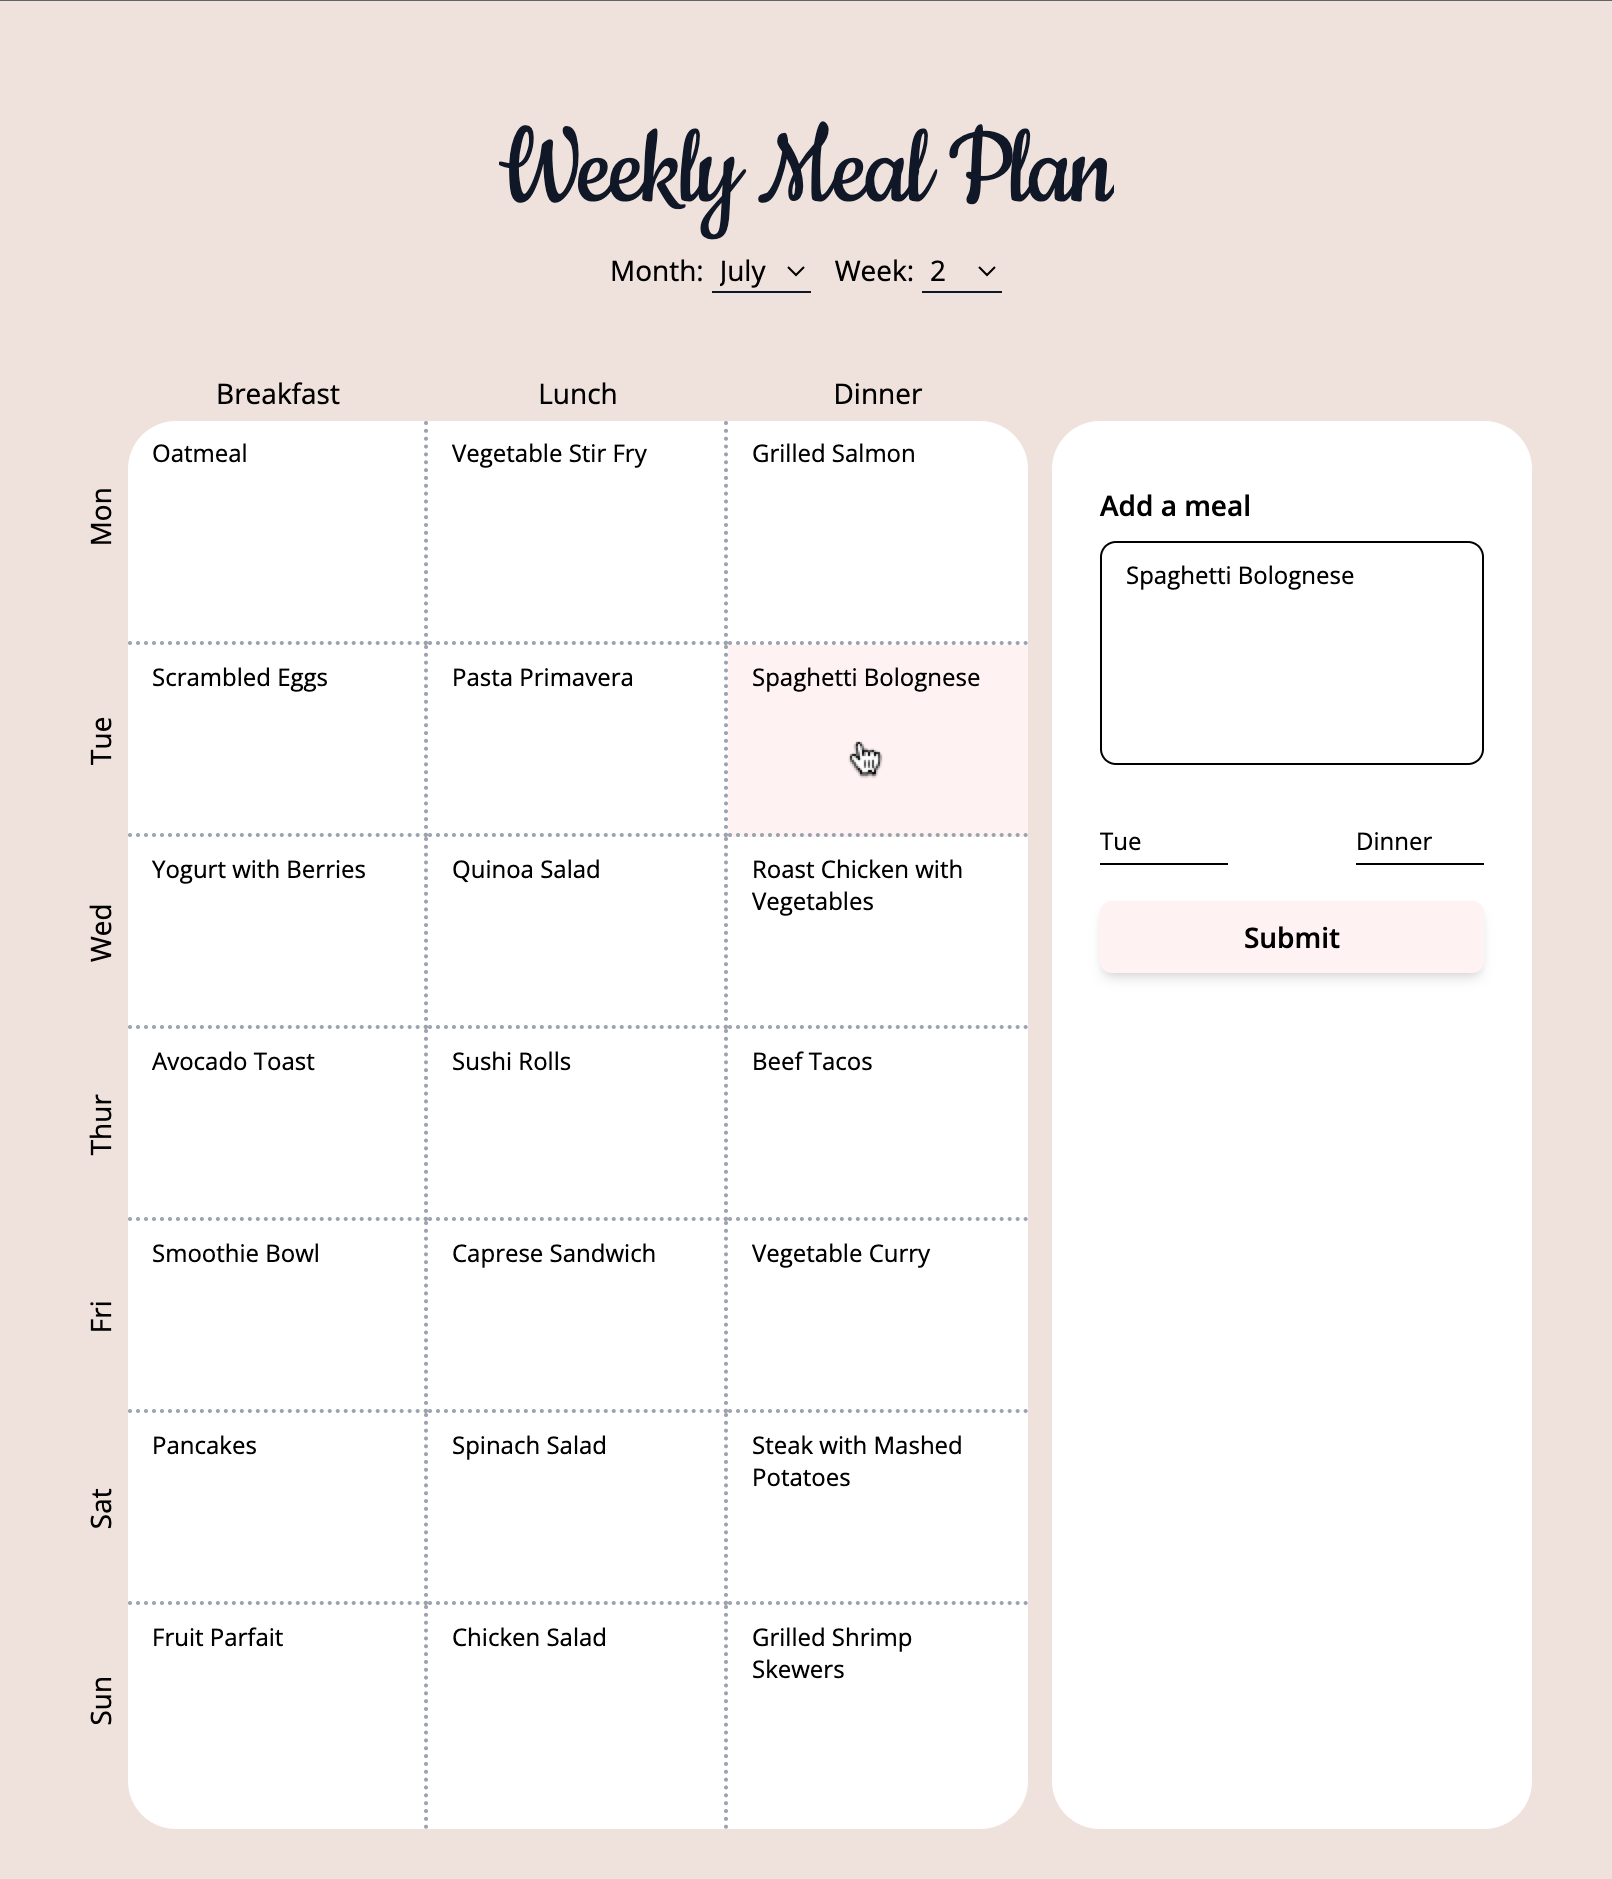 Weekly Meal Plan
Month: July Week: 2
Breakfast Lunch Dinner
Mon
Oatmeal
Vegetable Stir Fry
Grilled Salmon
Tue
Scrambled Eggs
Pasta Primavera
Spaghetti Bolognese
Wed
Yogurt with Berries
Quinoa Salad
Roast Chicken with
Vegetables
Thur
Avocado Toast
Sushi Rolls
Beef Tacos
Fri
Smoothie Bowl
Caprese Sandwich
Vegetable Curry
Sat
Pancakes
Spinach Salad
Steak with Mashed
Potatoes
Sun
Fruit Parfait
Chicken Salad
Grilled Shrimp
Skewers
Add a meal
Spaghetti Bolognese
Tue Dinner
Submit